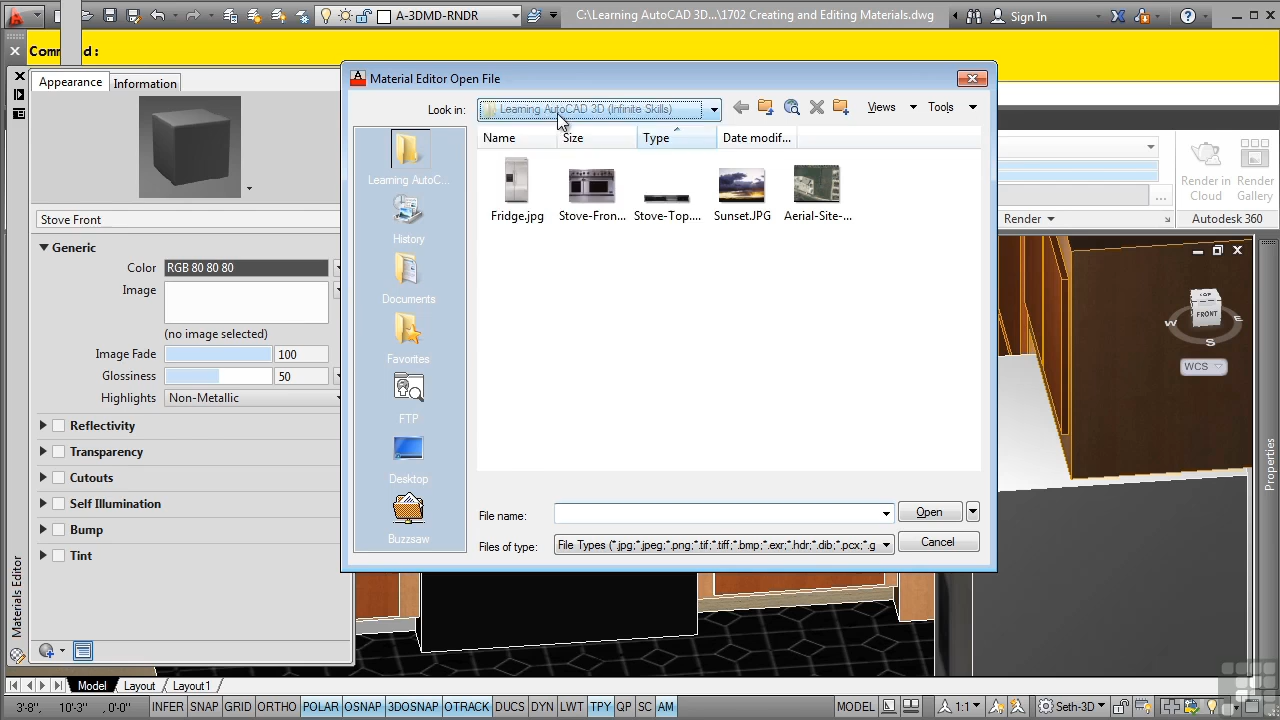 A-3DMD-RNDR
C:\Learning AutoCAD 3D...\1702 Creating and Editing Materials.dwg
Sign In
Command:
Appearance
Information
Stove Front
Generic
Color RGB 80 80 80
Image
(no image selected)
Image Fade 100
Glossiness 50
Highlights Non-Metallic
Reflectivity
Transparency
Cutouts
Self Illumination
Bump
Tint
Materials Editor
Material Editor Open File
Look in: Learning AutoCAD 3D (Infinite Skills)
Views
Tools
Name Size Type Date modif...
Learning AutoC...
History
Documents
Favorites
FTP
Desktop
Buzzsaw
Fridge.jpg Stove-Fron... Stove-Top.... Sunset.JPG Aerial-Site-...
File name:
Open
Files of type: File Types (*.jpg;*.jpeg;*.png;*.tif;*.tiff;*.bmp;*.exr;*.hdr;*.dib;*.pcx;*.g
Cancel
Render in Cloud
Render Gallery
Render
Autodesk 360
TOP
FRONT
W
E
S
WCS
Properties
Model Layout Layout1
3'-8", 10'-3" ,0'-0" INFER SNAP GRID ORTHO POLAR OSNAP 3DOSNAP OTRACK DUCS DYN LWT TPY QP SC AM MODEL 1:1 Seth-3D